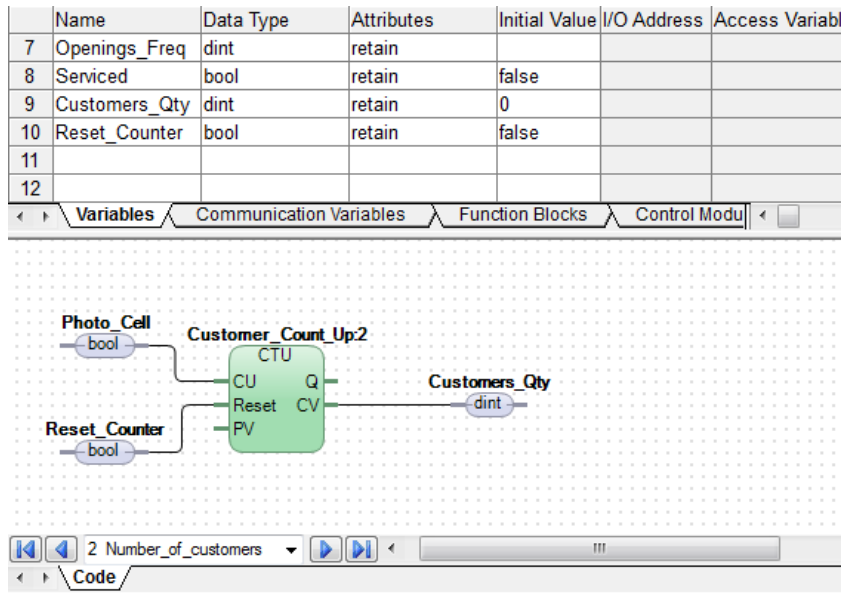 Name Data Type Attributes Initial Value I/O Address Access Variabl
7 Openings_Freq dint retain
8 Serviced bool retain false
9 Customers_Qty dint retain 0
10 Reset_Counter bool retain false
11
12
Variables Communication Variables Function Blocks Control Modu
Photo_Cell
bool
Customer_Count_Up:2
CTU
CU Q
Reset CV
PV
Customers_Qty
dint
Reset_Counter
bool
2 Number_of_customers
Code